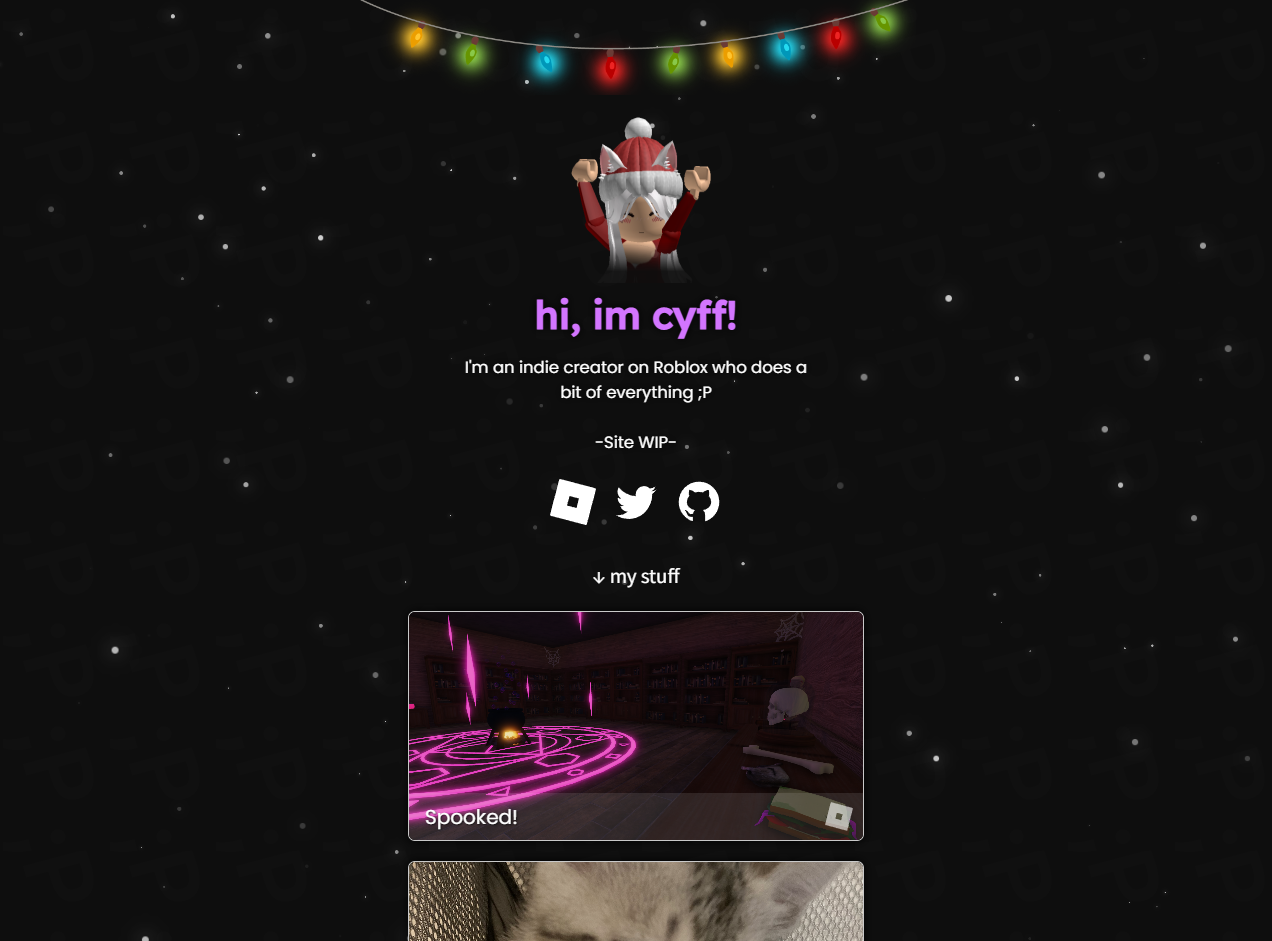 hi, im cyff!
I'm an indie creator on Roblox who does a
bit of everything ;P
-Site WIP-
↓ my stuff
Spooked!